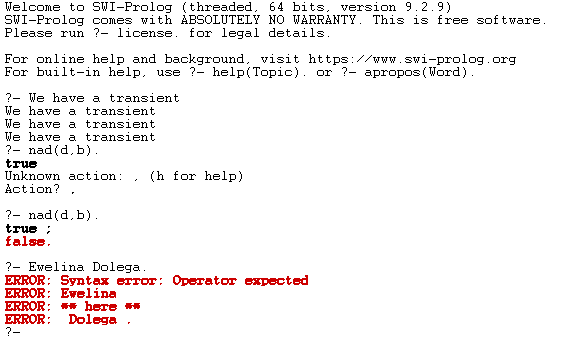 Welcome to SWI-Prolog (threaded, 64 bits, version 9.2.9)
SWI-Prolog comes with ABSOLUTELY NO WARRANTY. This is free software.
Please run ?- license. for legal details.
For online help and background, visit https://www.swi-prolog.org
For built-in help, use ?- help(Topic). or ?- apropos(Word).
?- We have a transient
We have a transient
We have a transient
We have a transient
?- nad(d,b).
true
Unknown action: , (h for help)
Action? ,
?- nad(d,b).
true ;
false.
?- Ewelina Dolega.
ERROR: Syntax error: Operator expected
ERROR: Ewelina
ERROR: ** here **
ERROR:  Dolega .
?-